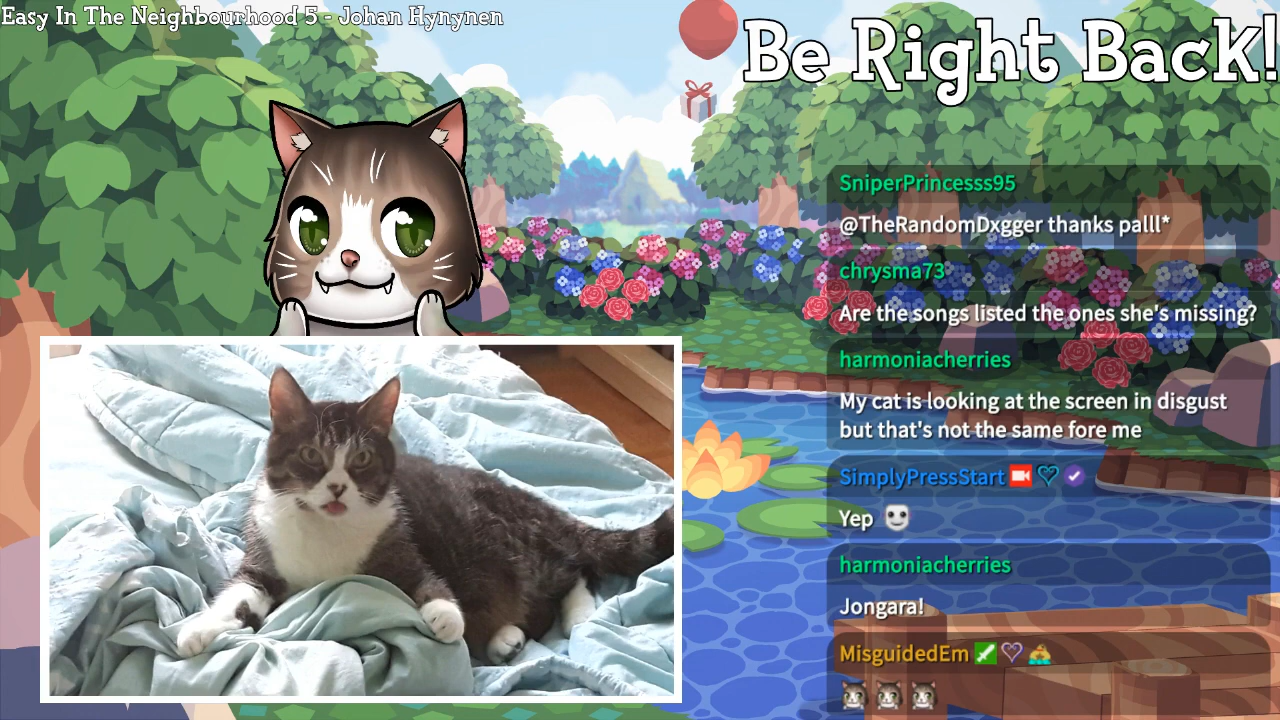 Easy In The Neighbourhood 5 - Johan Hynynen
Be Right Back!
SniperPrincesss95
@TheRandomDxgger thanks palll*
chrysma73
Are the songs listed the ones she's missing?
harmoniacherries
My cat is looking at the screen in disgust
but that's not the same fore me
SimplyPressStart
Yep
harmoniacherries
Jongara!
MisguidedEm